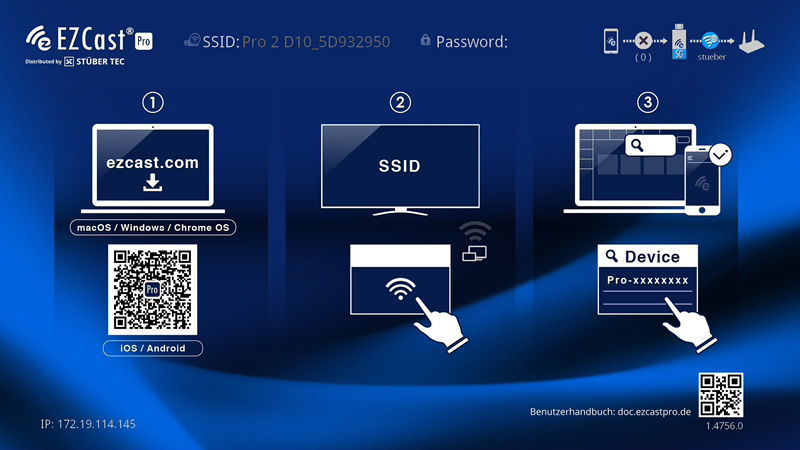 EZCast® Pro
Distributed by STÜBER TEC
SSID: Pro 2 D10_5D932950
Password:
( 0 )
5G
stueber
1
2
3
ezcast.com
SSID
macOS / Windows / Chrome OS
Pro
iOS / Android
Device
Pro-xxxxxxxx
Benutzerhandbuch: doc.ezcastpro.de
1.4756.0
IP: 172.19.114.145